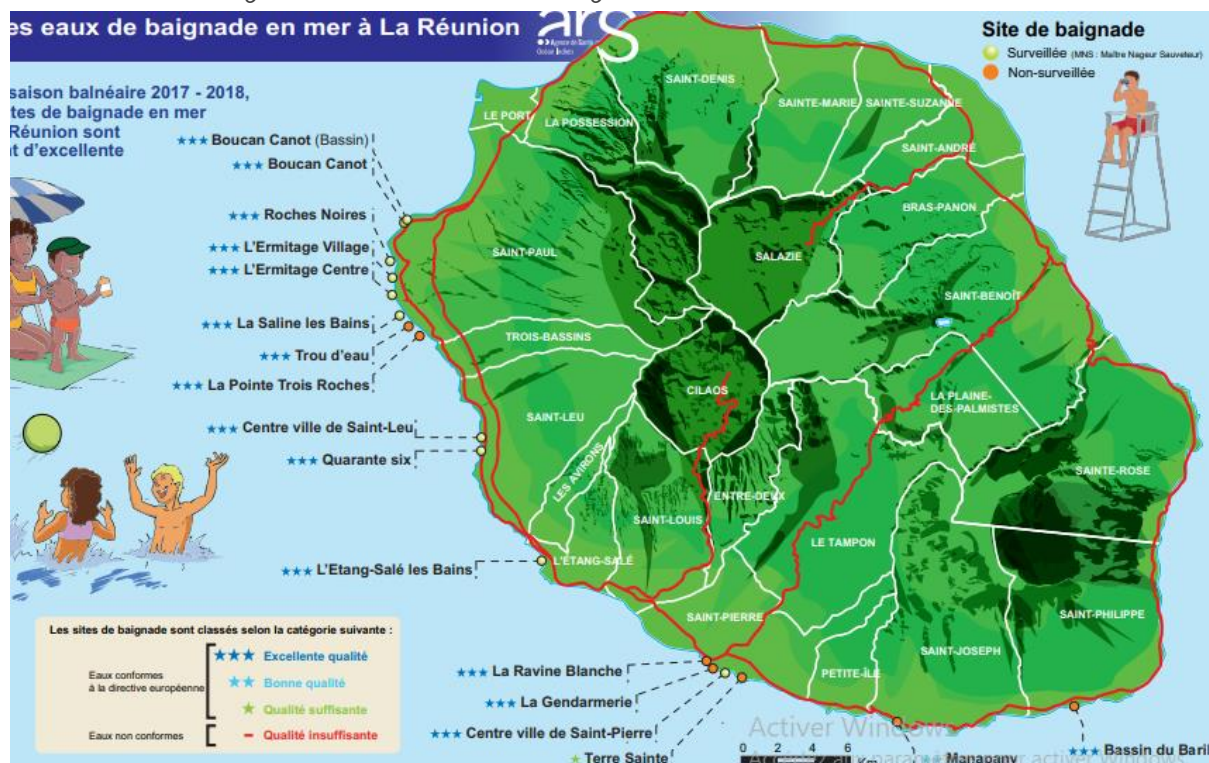 es eaux de baignade en mer à La Réunion
ars
Agence de Santé
Océan Indien
Site de baignade
Surveillée (MNS : Maître Nageur Sauveteur)
Non-surveillée
saison balnéaire 2017 - 2018,
tes de baignade en mer
Réunion sont
t d'excellente
★★★ Boucan Canot (Bassin)
★★★ Boucan Canot
★★★ Roches Noires
★★★ L'Ermitage Village
★★★ L'Ermitage Centre
★★★ La Saline les Bains
★★★ Trou d'eau
★★★ La Pointe Trois Roches
★★★ Centre ville de Saint-Leu
★★★ Quarante six
★★★ L'Etang-Salé les Bains
★★★ La Ravine Blanche
★★★ La Gendarmerie
★★★ Centre ville de Saint-Pierre
★ Terre Sainte
Manapany
★★★ Bassin du Baril
SAINT-DENIS
SAINTE-MARIE
SAINTE-SUZANNE
LE PORT
LA POSSESSION
SAINT-ANDRÉ
BRAS-PANON
SAINT-PAUL
SALAZIE
SAINT-BENOÎT
TROIS-BASSINS
CILAOS
LA PLAINE-
DES-PALMISTES
SAINT-LEU
LES AVIRONS
SAINTE-ROSE
ENTRE-DEUX
SAINT-LOUIS
LE TAMPON
L'ÉTANG-SALÉ
SAINT-PIERRE
SAINT-PHILIPPE
SAINT-JOSEPH
PETITE-ÎLE
Les sites de baignade sont classés selon la catégorie suivante :
Eaux conformes
à la directive européenne
★★★ Excellente qualité
★★ Bonne qualité
★ Qualité suffisante
Eaux non conformes
– Qualité insuffisante
0 2 4 6
Km
Activer Windows